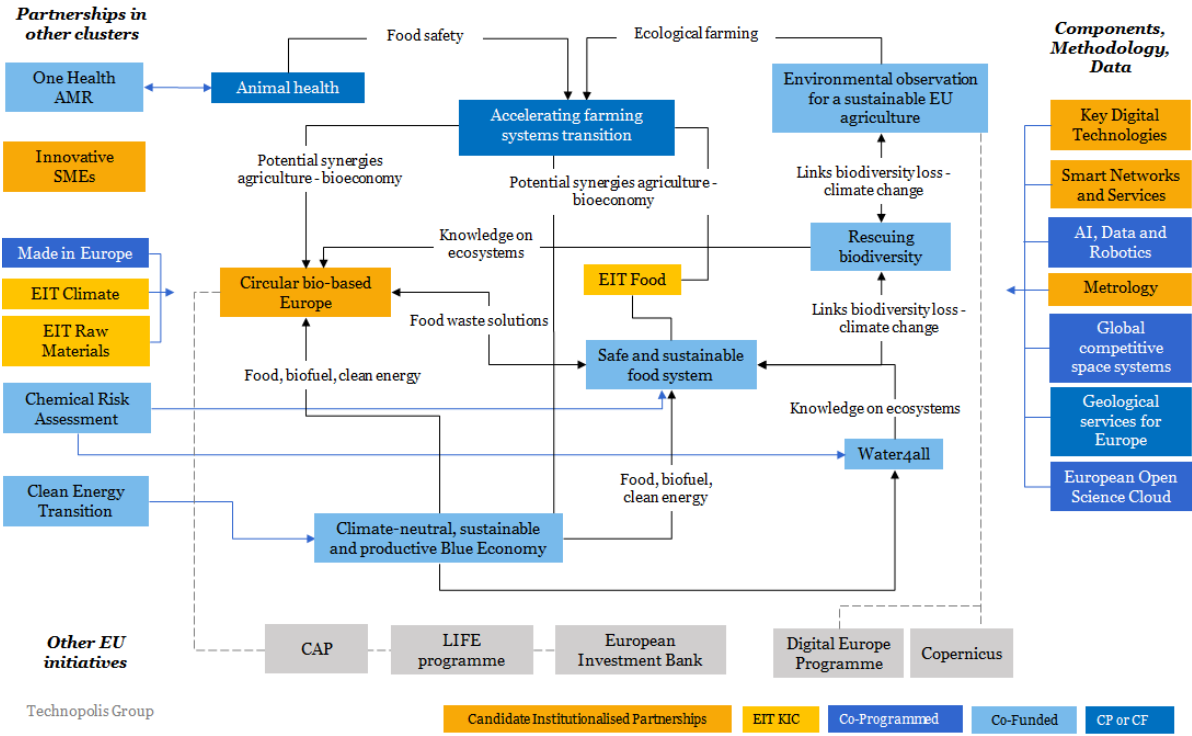 Partnerships in
other clusters
One Health
AMR
Innovative
SMEs
Made in Europe
EIT Climate
EIT Raw
Materials
Chemical Risk
Assessment
Clean Energy
Transition
Food safety
Ecological farming
Animal health
Accelerating farming
systems transition
Environmental observation
for a sustainable EU
agriculture
Potential synergies
agriculture - bioeconomy
Potential synergies agriculture -
bioeconomy
Links biodiversity loss -
climate change
Knowledge on
ecosystems
Rescuing
biodiversity
Circular bio-based
Europe
EIT Food
Food waste solutions
Links biodiversity loss -
climate change
Safe and sustainable
food system
Food, biofuel, clean energy
Knowledge on ecosystems
Water4all
Food, biofuel,
clean energy
Climate-neutral, sustainable
and productive Blue Economy
Components,
Methodology,
Data
Key Digital
Technologies
Smart Networks
and Services
AI, Data and
Robotics
Metrology
Global
competitive
space systems
Geological
services for
Europe
European Open
Science Cloud
Other EU
initiatives
CAP
LIFE
programme
European
Investment Bank
Digital Europe
Programme
Copernicus
Technopolis Group
Candidate Institutionalised Partnerships
EIT KIC
Co-Programmed
Co-Funded
CP or CF